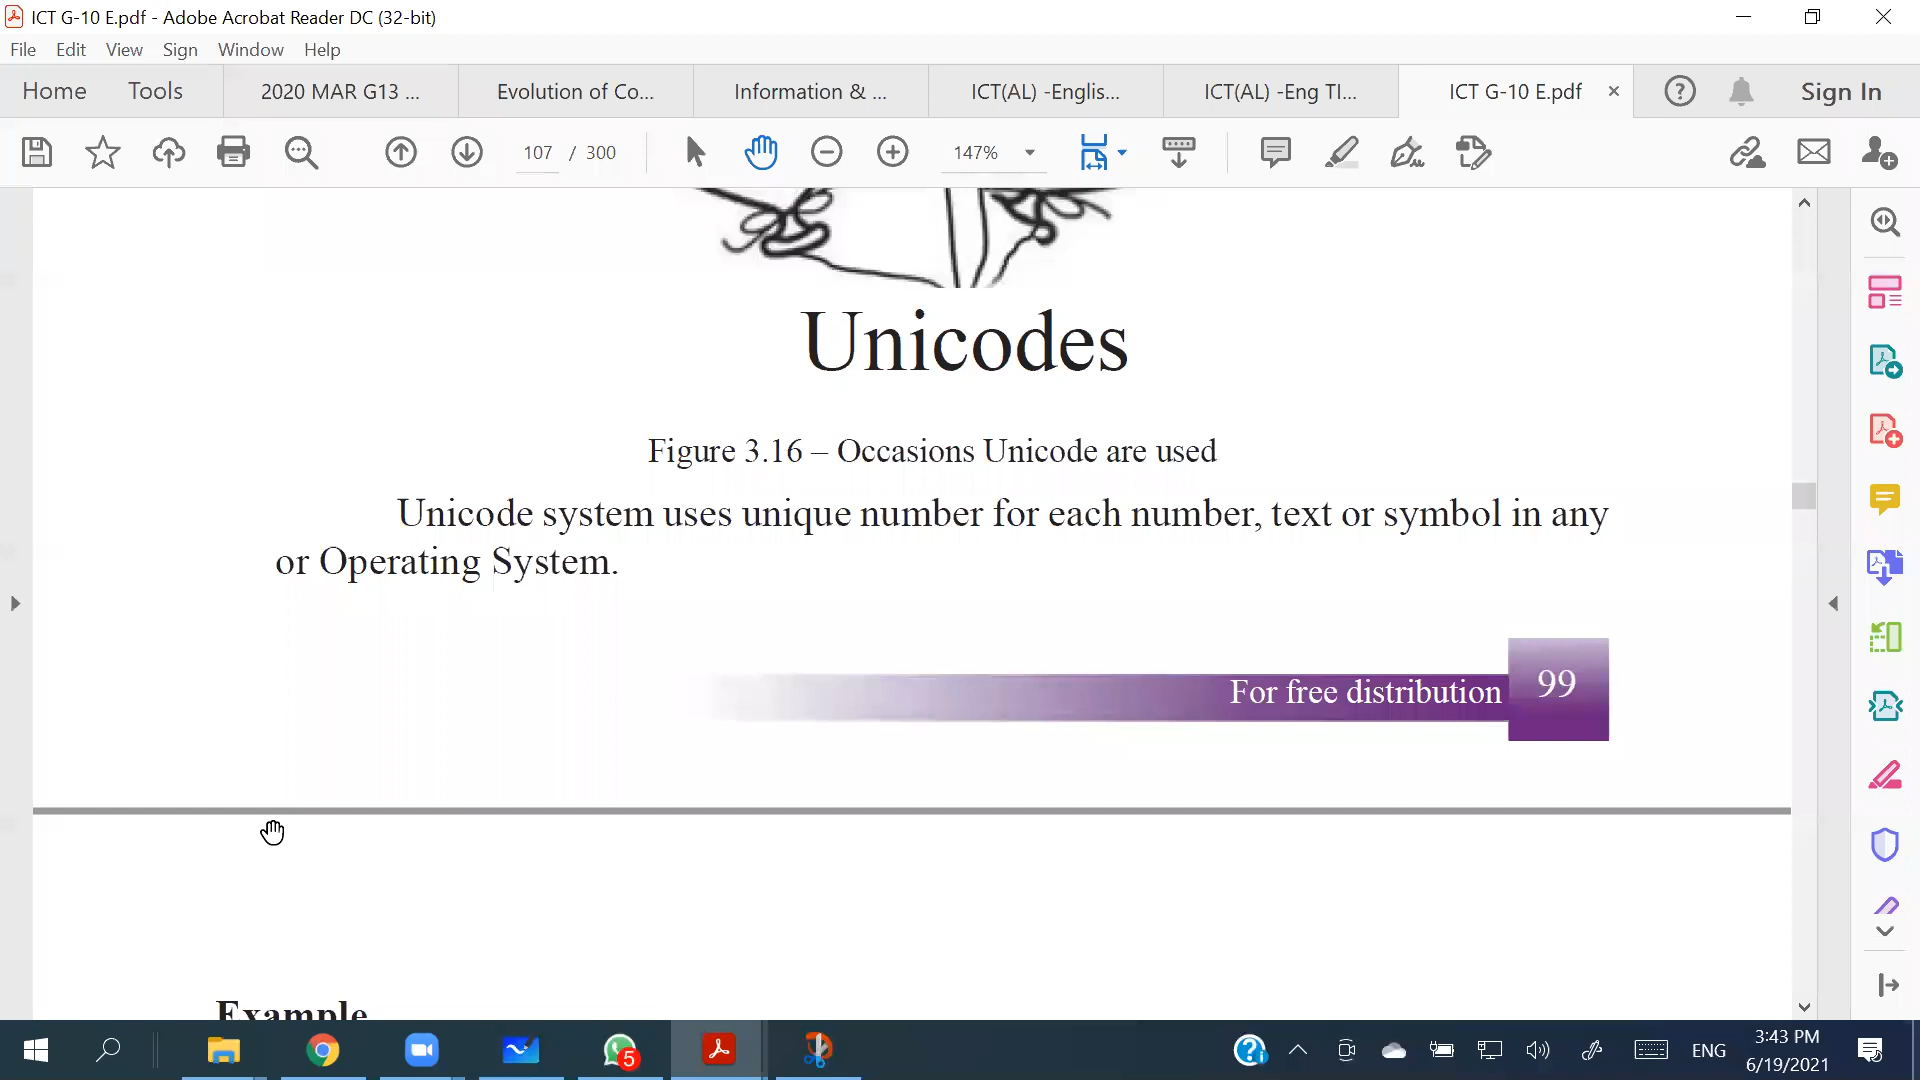 ICT G-10 E.pdf - Adobe Acrobat Reader DC (32-bit)
File Edit View Sign Window Help
Home Tools 2020 MAR G13 ... Evolution of Co... Information & ... ICT(AL) -Englis... ICT(AL) -Eng TI... ICT G-10 E.pdf × Sign In
107 / 300 147%
Unicodes
Figure 3.16 – Occasions Unicode are used
Unicode system uses unique number for each number, text or symbol in any
or Operating System.
For free distribution 99
Example
5 ENG 3:43 PM
6/19/2021